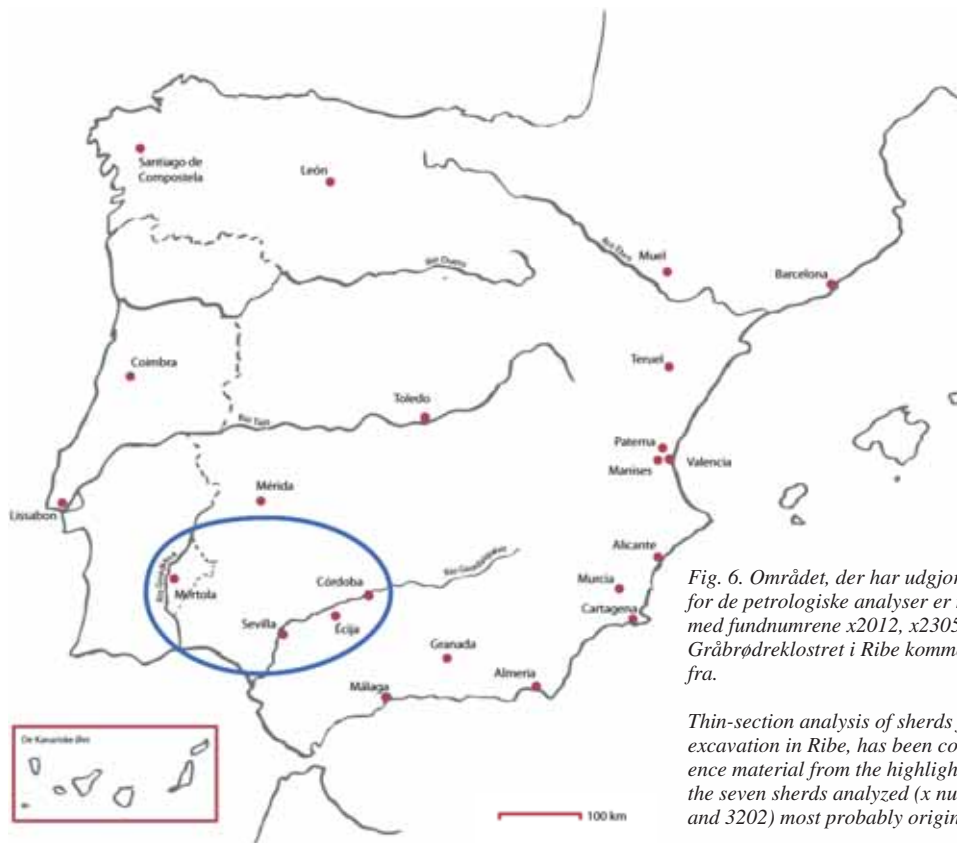 Santiago de
Compostela
León
Rio Ebro
Muel
Barcelona
Rio Duero
Coimbra
Teruel
Toledo
Rio Tajo
Paterna
Manises
Valencia
Mérida
Lissabon
Alicante
Rio Guadalquivir
Murcia
Córdoba
Mértola
Cartagena
Sevilla
Écija
Granada
Almeria
Málaga
De Kanariske Øer
100 km
Fig. 6. Området, der har udgjor
for de petrologiske analyser er
med fundnumrene x2012, x2305
Gråbrødreklostret i Ribe komm
fra.
Thin-section analysis of sherds
excavation in Ribe, has been co
ence material from the highligh
the seven sherds analyzed (x nu
and 3202) most probably origin